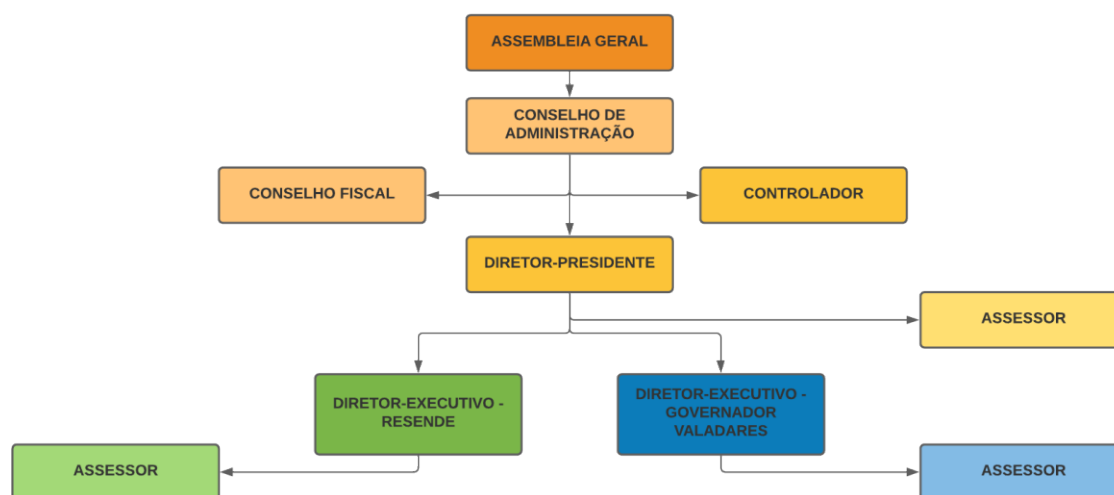 ASSEMBLEIA GERAL
CONSELHO DE
ADMINISTRAÇÃO
CONSELHO FISCAL
CONTROLADOR
DIRETOR-PRESIDENTE
ASSESSOR
DIRETOR-EXECUTIVO -
RESENDE
DIRETOR-EXECUTIVO -
GOVERNADOR
VALADARES
ASSESSOR
ASSESSOR